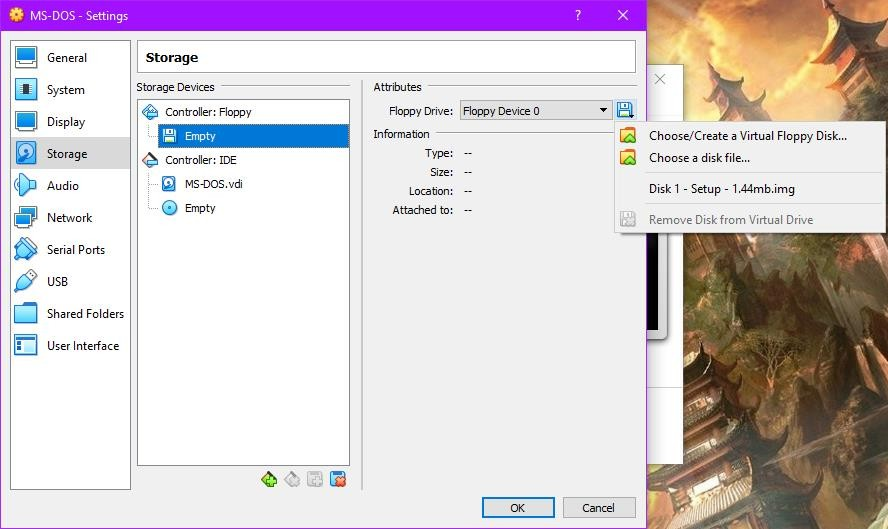 MS-DOS - Settings
?
General
System
Display
Storage
Audio
Network
Serial Ports
USB
Shared Folders
User Interface
Storage
Storage Devices
Controller: Floppy
Empty
Controller: IDE
MS-DOS.vdi
Empty
Attributes
Floppy Drive: Floppy Device 0
Information
Type: --
Size: --
Location: --
Attached to: --
Choose/Create a Virtual Floppy Disk...
Choose a disk file...
Disk 1 - Setup - 1.44mb.img
Remove Disk from Virtual Drive
OK
Cancel